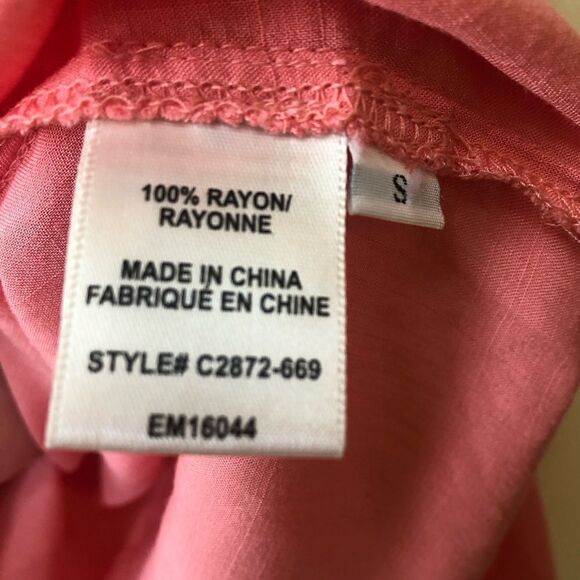 100% RAYON/
RAYONNE
MADE IN CHINA
FABRIQUÉ EN CHINE
STYLE# C2872-669
EM16044
S